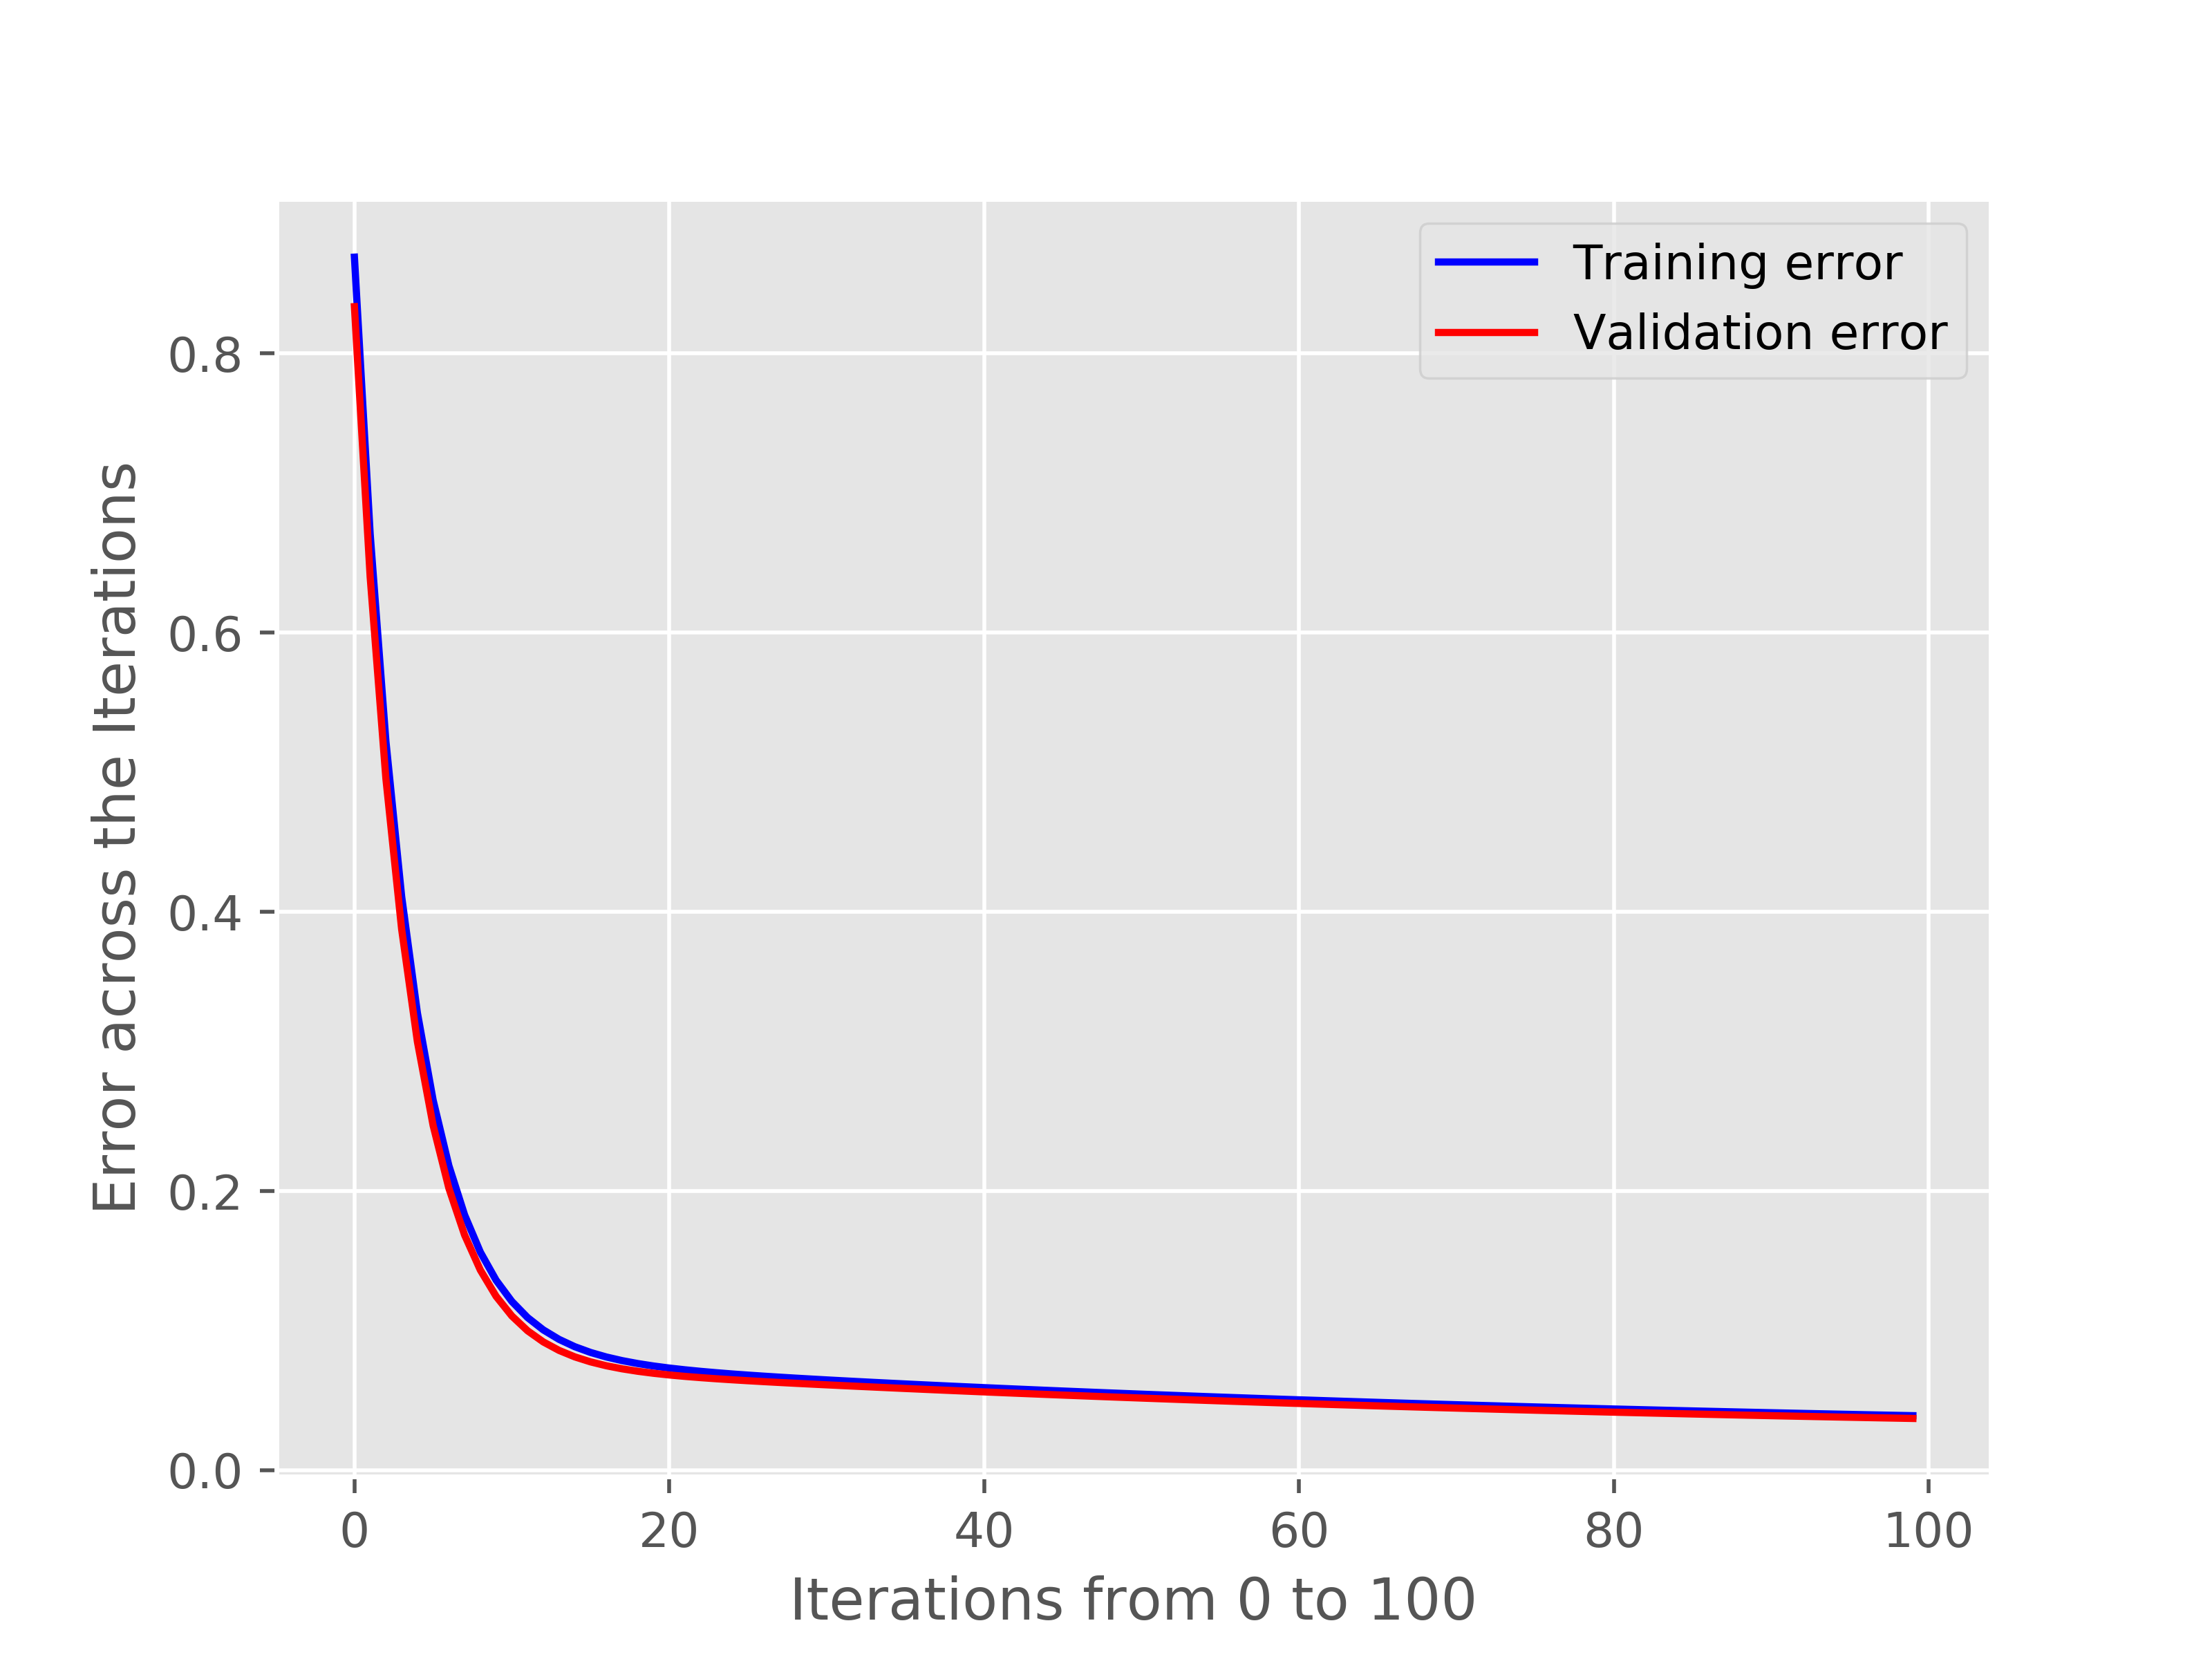 Training error
Validation error
0.8
0.6
0.4
0.2
0.0
Error across the Iterations
0 20 40 60 80 100
Iterations from 0 to 100